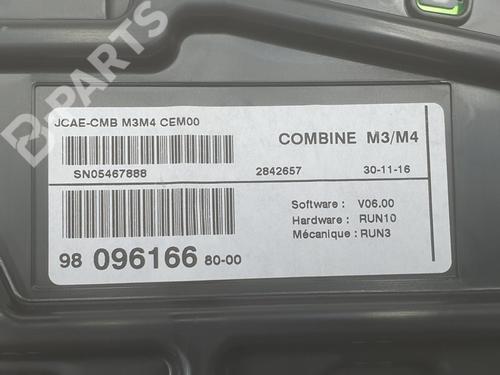 B-PARTS
JCAE-CMB M3M4 CEM00
COMBINE M3/M4
SN05467888
2842657
30-11-16
Software : V06.00
Hardware : RUN10
Mécanique : RUN3
98 096166 80-00